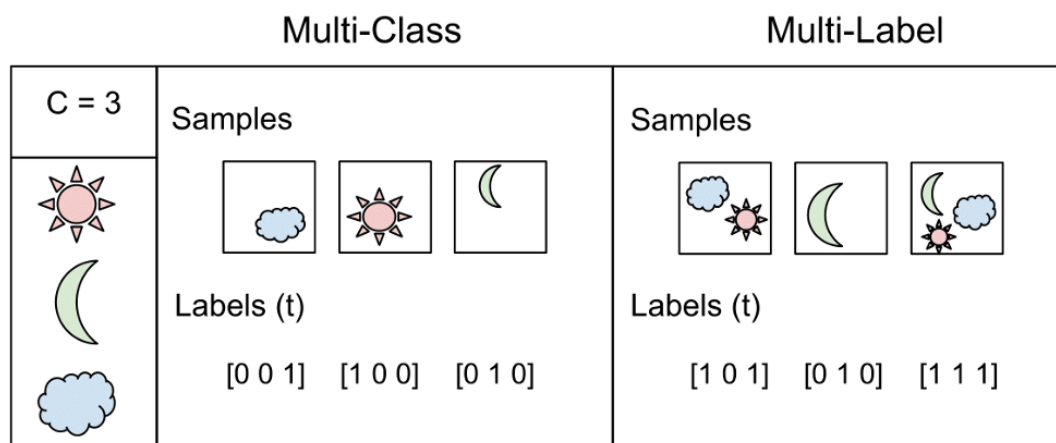 Multi-Class
Multi-Label
C = 3
Samples
Samples
Labels (t)
Labels (t)
[0 0 1] [1 0 0] [0 1 0]
[1 0 1] [0 1 0] [1 1 1]